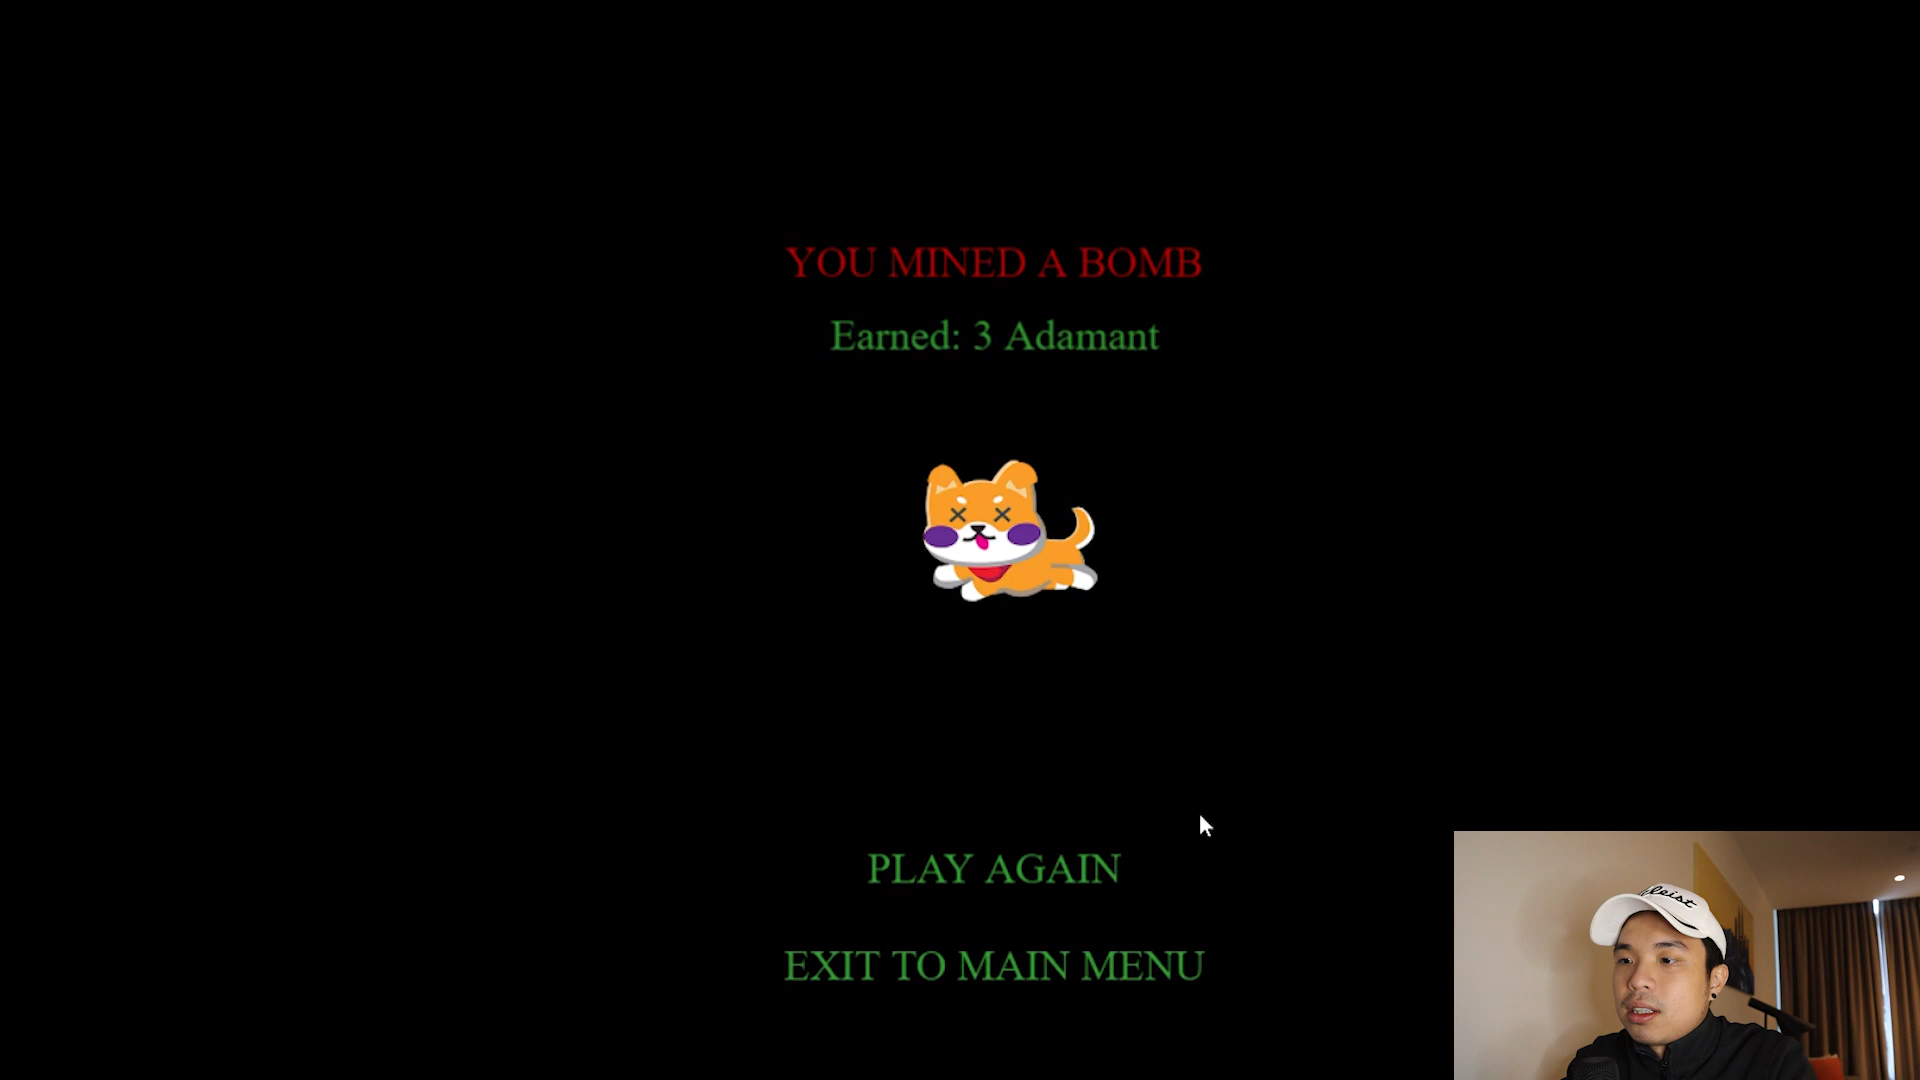 YOU MINED A BOMB
Earned: 3 Adamant
PLAY AGAIN
EXIT TO MAIN MENU